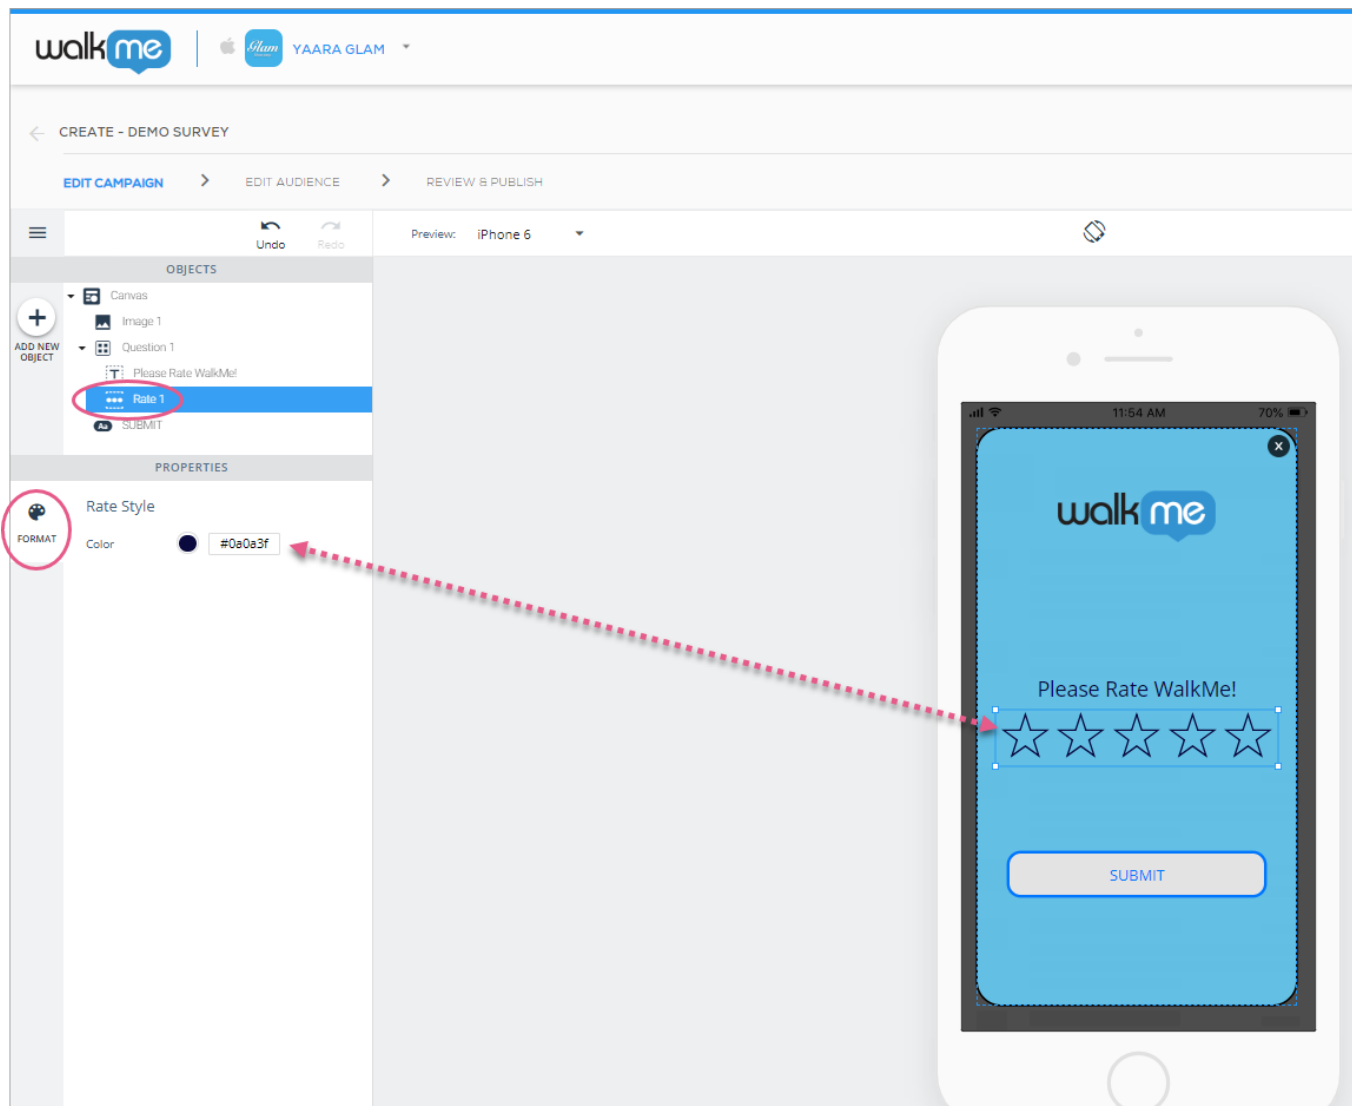 walkme
Glam YAARA GLAM
CREATE - DEMO SURVEY
EDIT CAMPAIGN EDIT AUDIENCE REVIEW & PUBLISH
Undo Redo
Preview: iPhone 6
OBJECTS
Canvas
Image 1
ADD NEW OBJECT
Question 1
T Please Rate WalkMe!
Rate 1
Aa SUBMIT
PROPERTIES
Rate Style
FORMAT
Color #0a0a3f
11:54 AM 70%
x
walkme
Please Rate WalkMe!
SUBMIT